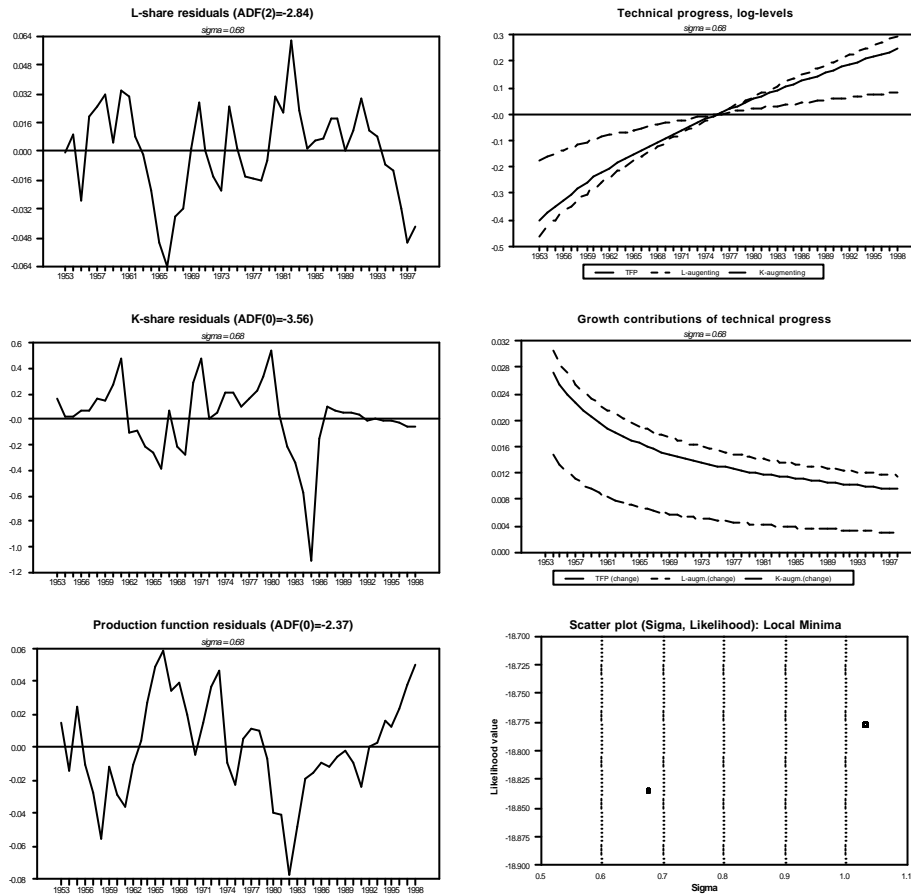 L-share residuals (ADF(2)=-2.84)
sigma = 0.68
0.064
0.048
0.032
0.016
0.000
-0.016
-0.032
-0.048
-0.064
1953 1957 1961 1965 1969 1973 1977 1981 1985 1989 1993 1997
Technical progress, log-levels
sigma = 0.68
0.3
0.2
0.1
-0.0
-0.1
-0.2
-0.3
-0.4
-0.5
1953 1956 1959 1962 1965 1968 1971 1974 1977 1980 1983 1986 1989 1992 1995 1998
TFP L-augenting K-augmenting
K-share residuals (ADF(0)=-3.56)
sigma = 0.68
0.6
0.4
0.2
-0.0
-0.2
-0.4
-0.6
-0.8
-1.0
-1.2
1953 1956 1959 1962 1965 1968 1971 1974 1977 1980 1983 1986 1989 1992 1995 1998
Growth contributions of technical progress
sigma = 0.68
0.032
0.028
0.024
0.020
0.016
0.012
0.008
0.004
0.000
1953 1957 1961 1965 1969 1973 1977 1981 1985 1989 1993 1997
TFP (change) L-augm.(change) K-augm.(change)
Production function residuals (ADF(0)=-2.37)
sigma = 0.68
0.06
0.04
0.02
0.00
-0.02
-0.04
-0.06
-0.08
1953 1956 1959 1962 1965 1968 1971 1974 1977 1980 1983 1986 1989 1992 1995 1998
Scatter plot (Sigma, Likelihood): Local Minima
Likelihood value
-18.700
-18.725
-18.750
-18.775
-18.800
-18.825
-18.850
-18.875
-18.900
0.5 0.6 0.7 0.8 0.9 1.0 1.1
Sigma